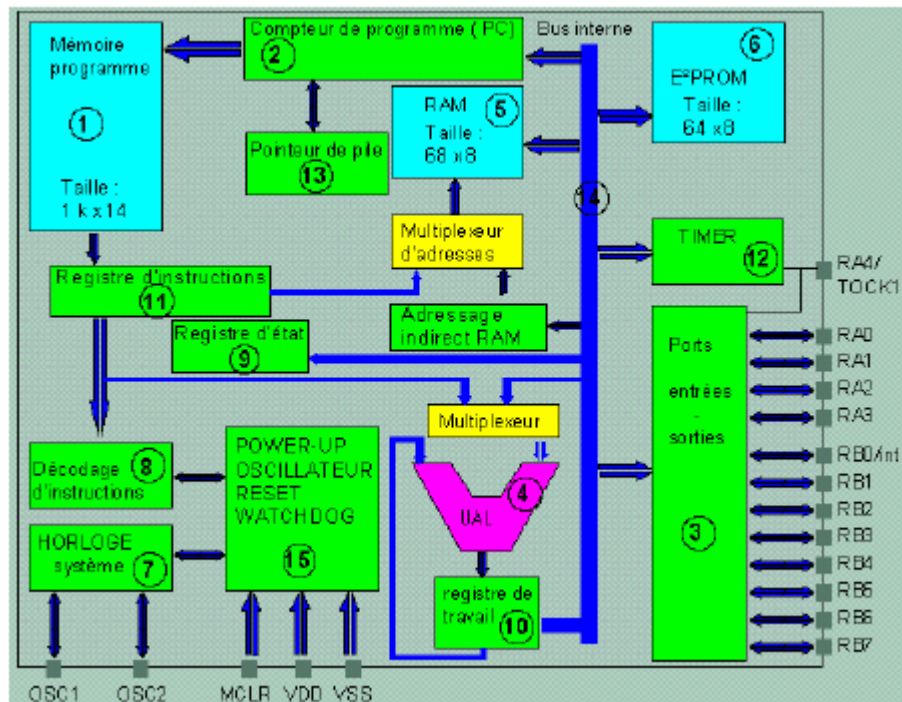 Mémoire
programme
1
Taille :
1 k x 14
Compteur de programme ( PC)
2
Bus interne
6
E²PROM
Taille :
64 x8
RAM
5
Taille :
68 x8
Pointeur de pile
13
14
Multiplexeur
d'adresses
TIMER
12
RA4/
TOCK1
Registre d'instructions
11
Adressage
indirect RAM
Registre d'état
9
Ports
entrées
-
sorties
3
RA0
RA1
RA2
RA3
RB0/int
RB1
RB2
RB3
RB4
RB5
RB6
RB7
Multiplexeur
Décodage
d'instructions
8
POWER-UP
OSCILLATEUR
RESET
WATCHDOG
15
4
UAL
HORLOGE
système
7
registre de
travail
10
OSC1
OSC2
MCLR
VDD
VSS